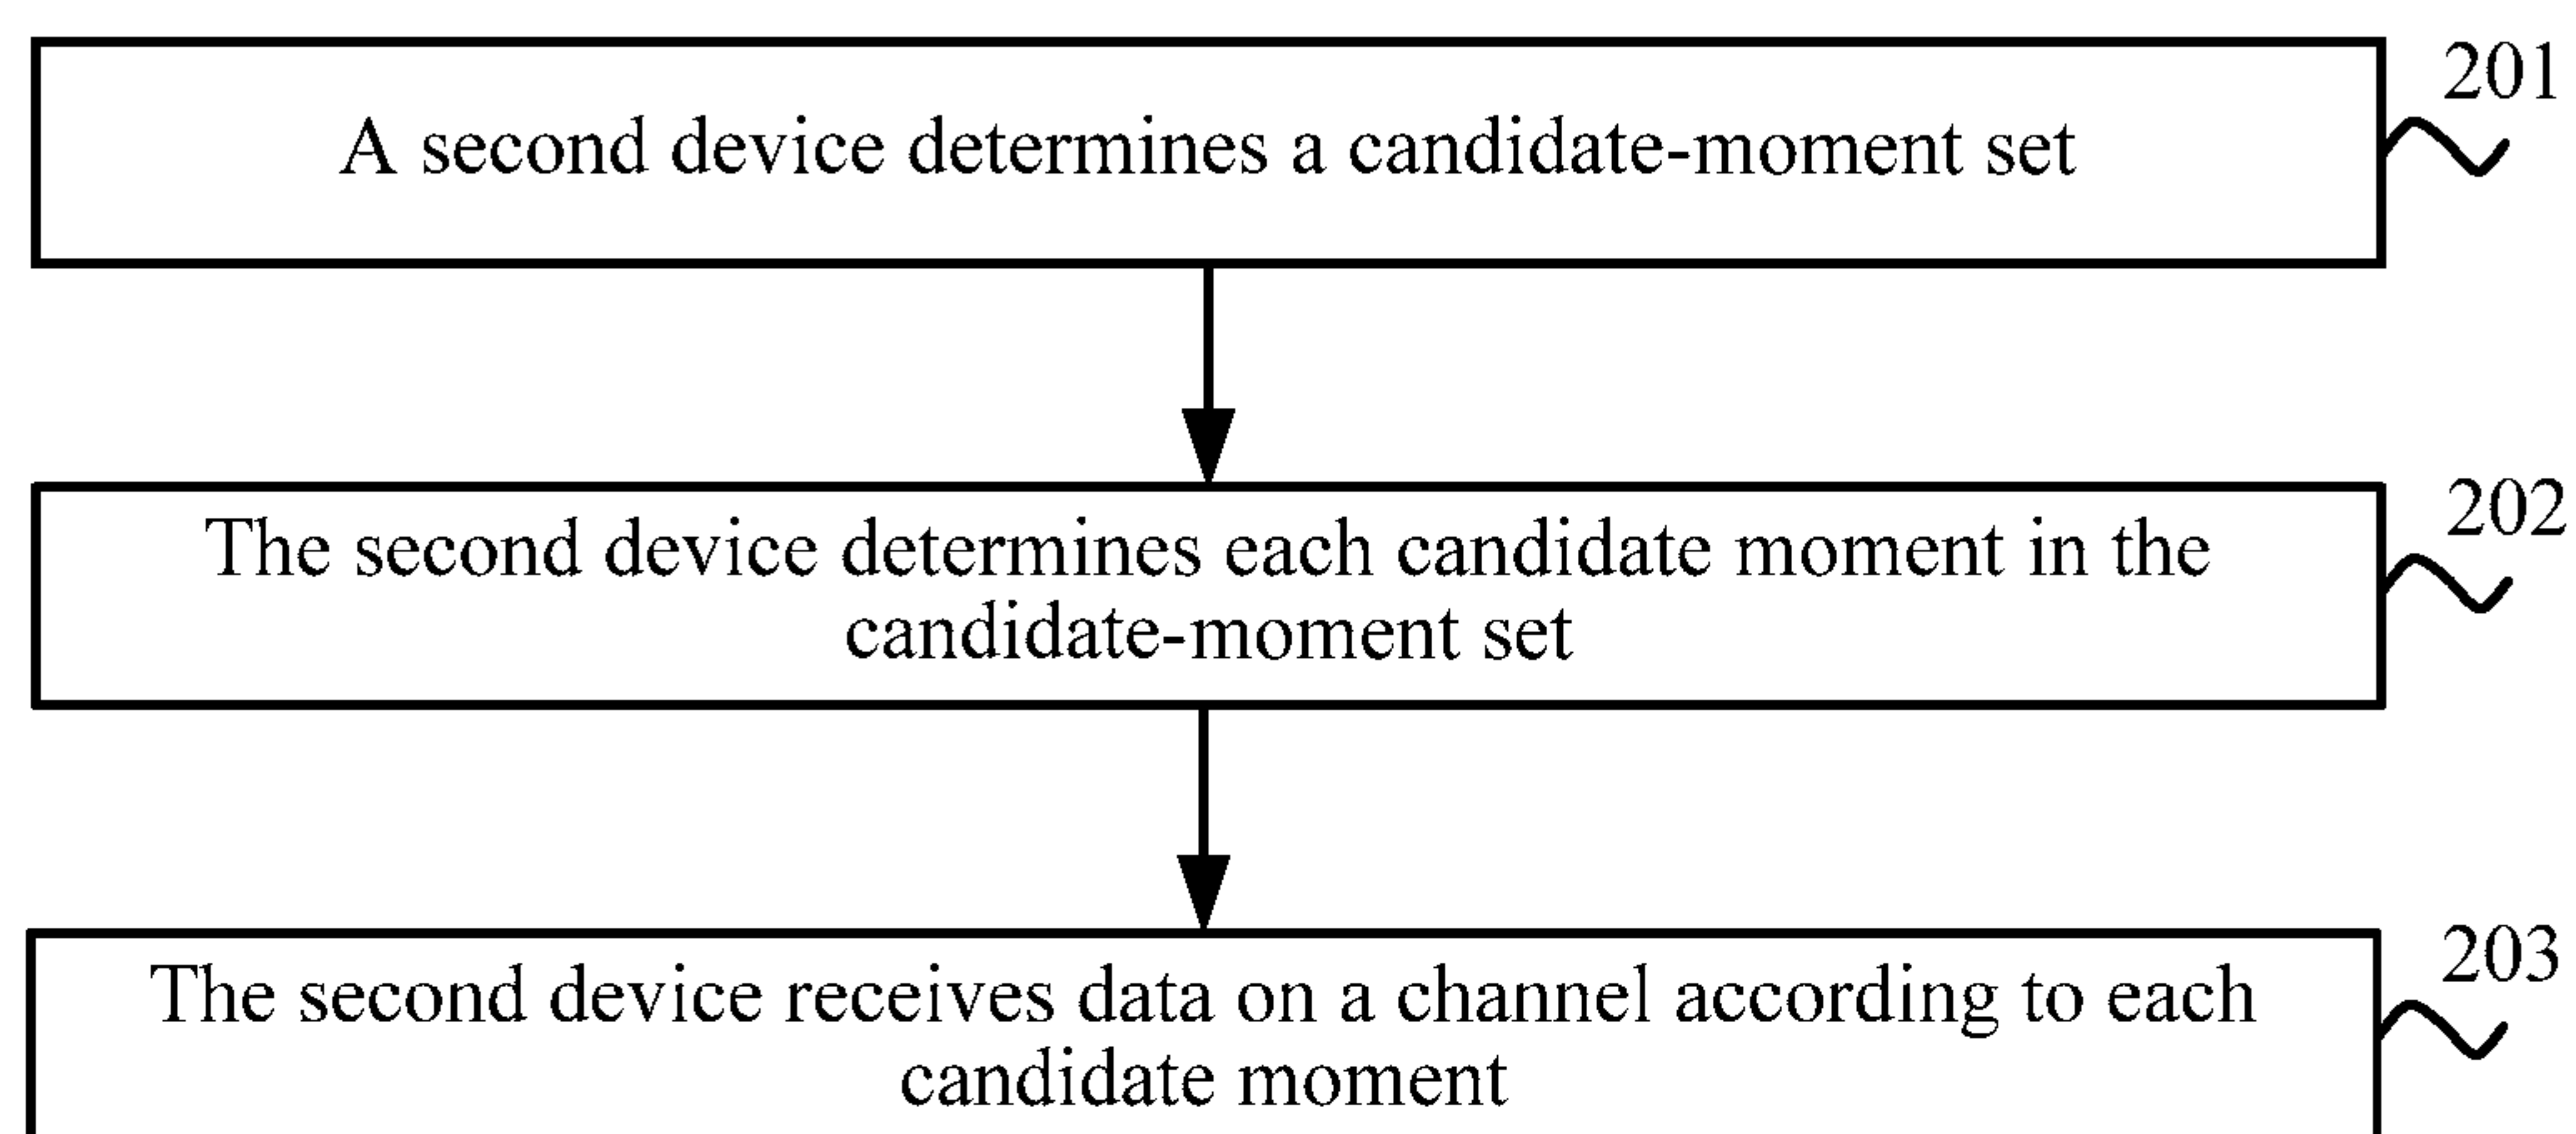 A second device determines a candidate-moment set
201
The second device determines each candidate moment in the
candidate-moment set
202
The second device receives data on a channel according to each
candidate moment
203